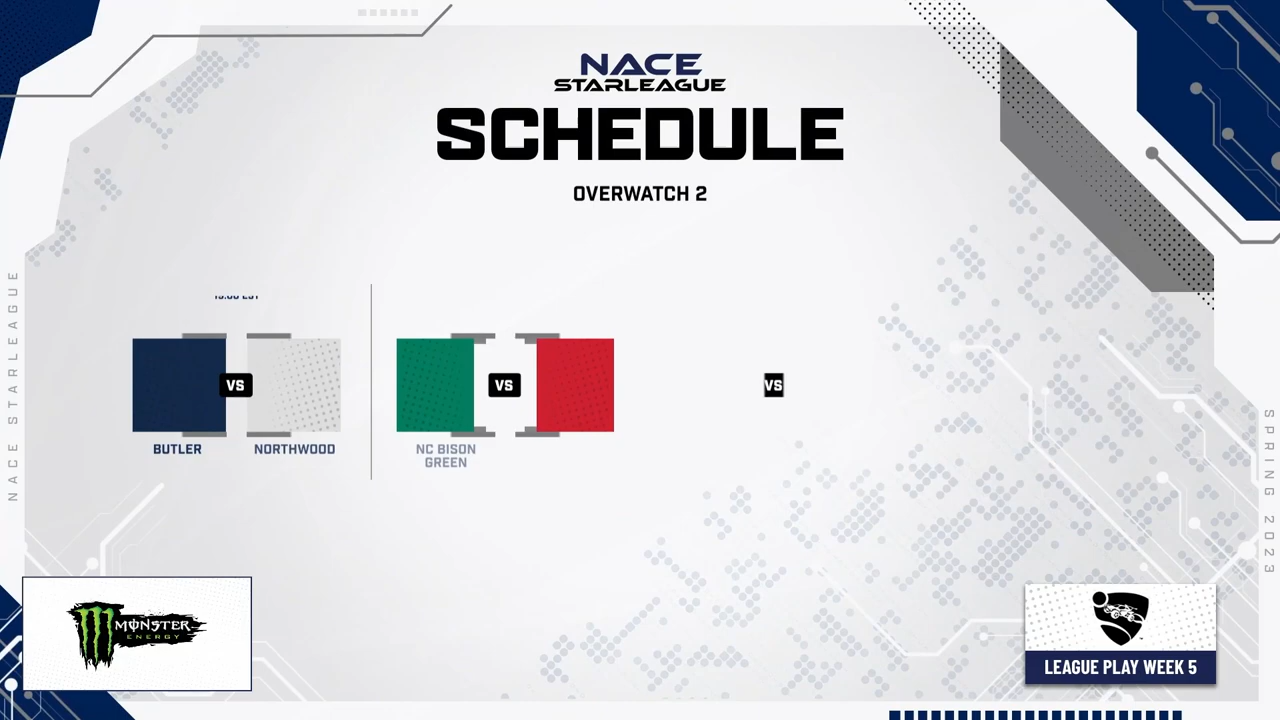 NACE
STARLEAGUE
SCHEDULE
OVERWATCH 2
VS
BUTLER
NORTHWOOD
VS
NC BISON
GREEN
VS
NACE STARLEAGUE
SPRING 2023
MONSTER
ENERGY
LEAGUE PLAY WEEK 5